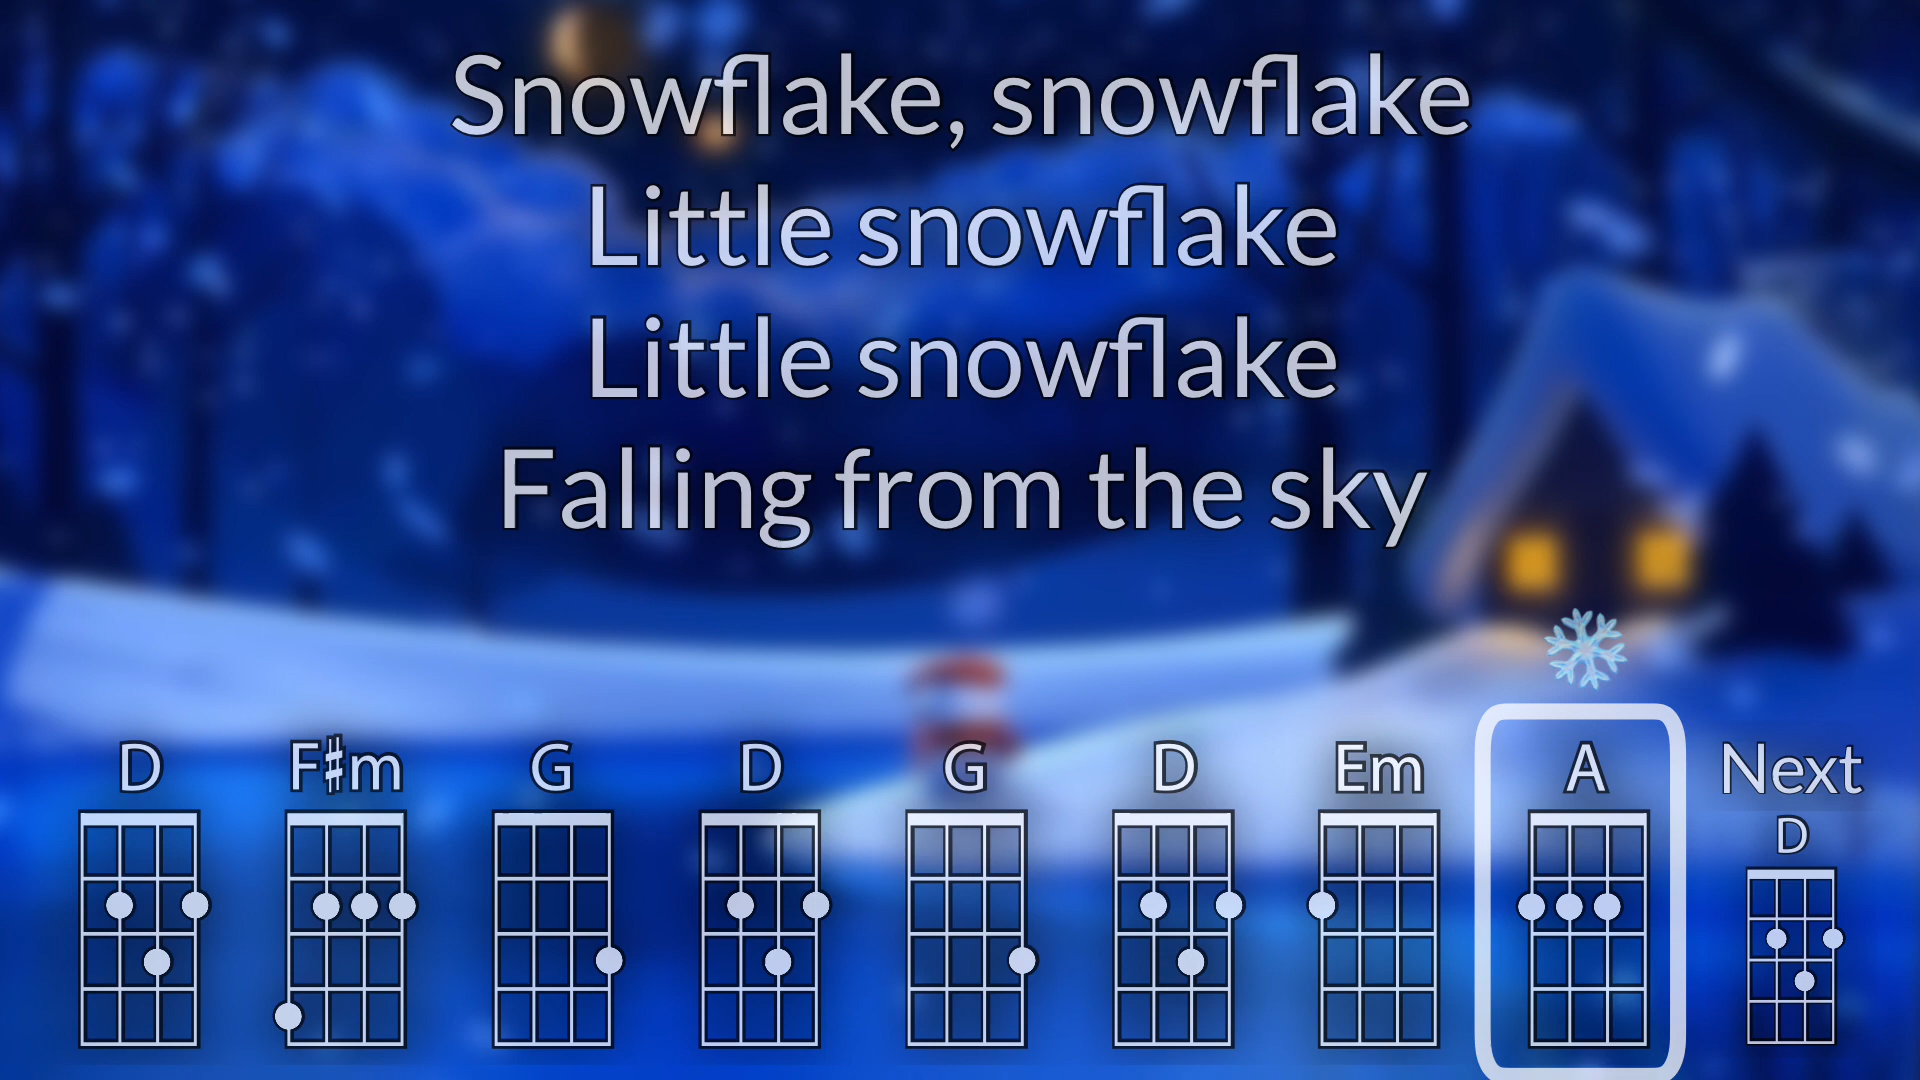 Snowflake, snowflake
Little snowflake
Little snowflake
Falling from the sky
D F♯m G D G D Em A Next
D